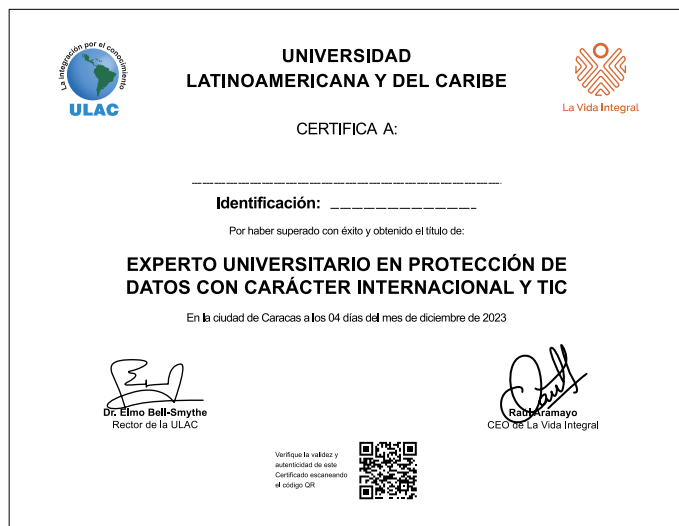 La integración por el conocimiento
ULAC
UNIVERSIDAD
LATINOAMERICANA Y DEL CARIBE
La Vida Integral
CERTIFICA A:
Identificación:
Por haber superado con éxito y obtenido el título de:
EXPERTO UNIVERSITARIO EN PROTECCIÓN DE
DATOS CON CARÁCTER INTERNACIONAL Y TIC
En la ciudad de Caracas a los 04 días del mes de diciembre de 2023
Dr. Elmo Bell-Smythe
Rector de la ULAC
Raúl Aramayo
CEO de La Vida Integral
Verifique la validez y
autenticidad de este
Certificado escaneando
el código QR